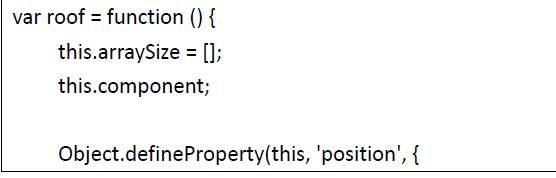 var roof = function () {
this.arraySize = [];
this.component;
Object.defineProperty(this, 'position', {